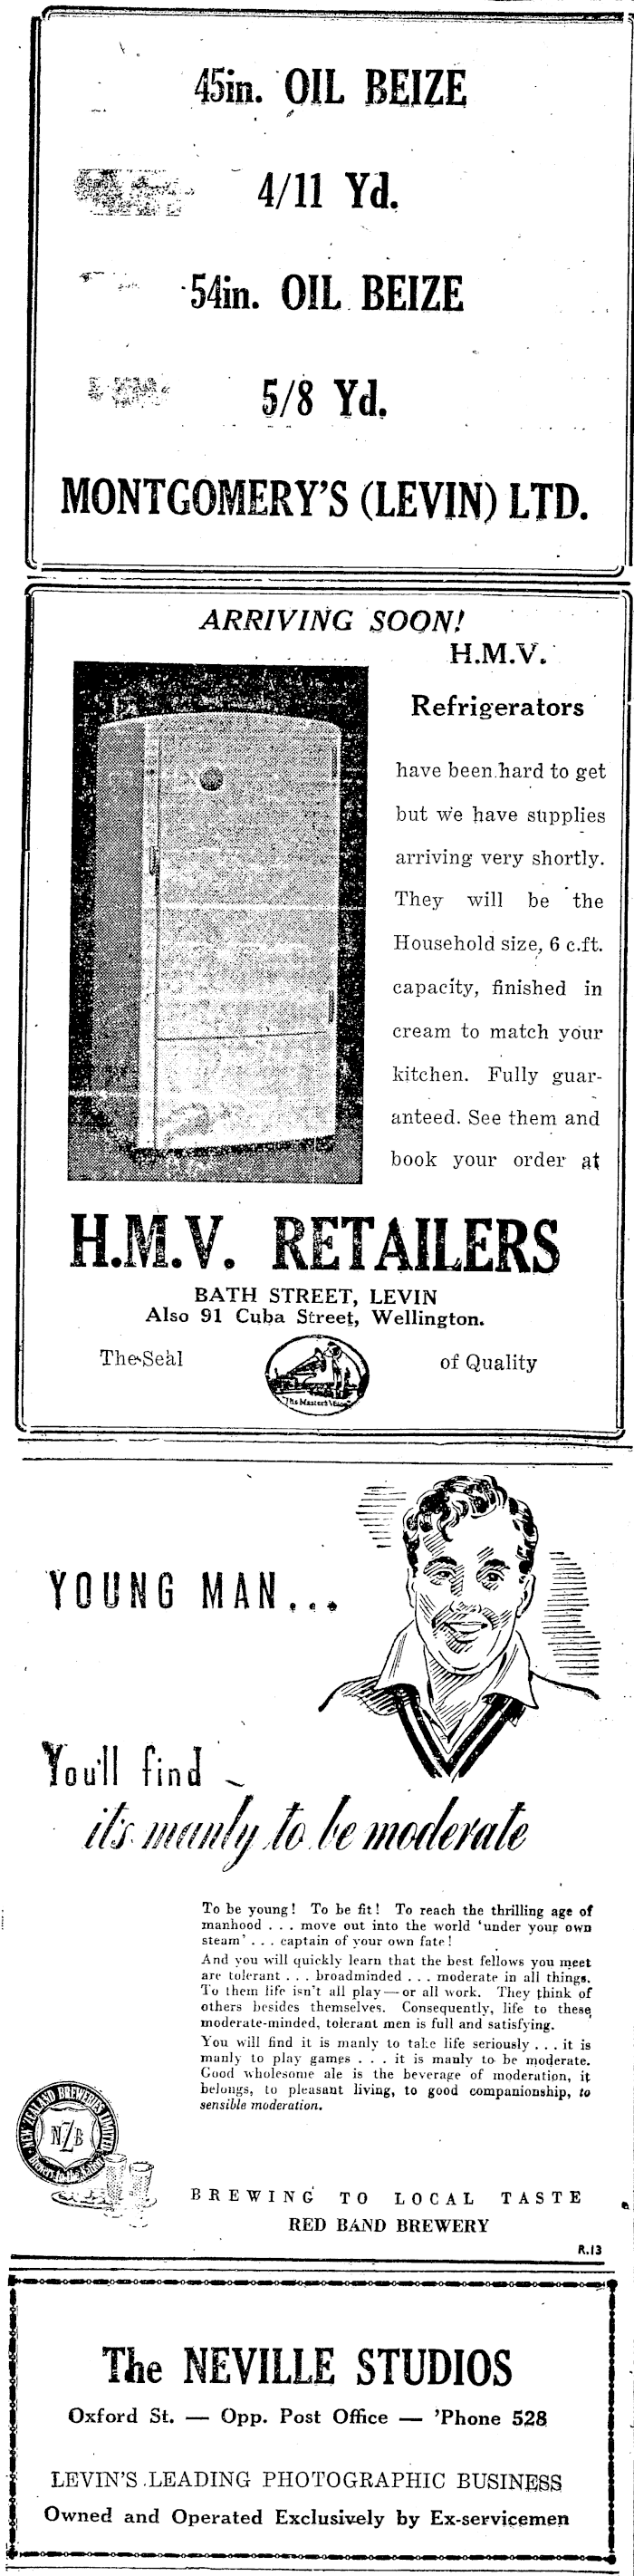 45in. OIL BEIZE
4/11 Yd.
54in. OIL BEIZE
5/8 Yd.
MONTGOMERY'S (LEVIN) LTD.
ARRIVING SOON!
H.M.V.
Refrigerators
have been hard to get
but we have supplies
arriving very shortly.
They will be the
Household size, 6 c.ft.
capacity, finished in
cream to match your
kitchen. Fully guar-
anteed. See them and
book your order at
H.M.V. RETAILERS
BATH STREET, LEVIN
Also 91 Cuba Street, Wellington.
The Seal of Quality
"His Master's Voice"
YOUNG MAN...
You'll find
it's manly to be moderate
To be young! To be fit! To reach the thrilling age of
manhood . . . move out into the world 'under your own
steam' . . . captain of your own fate!
And you will quickly learn that the best fellows you meet
are tolerant . . . broadminded . . . moderate in all things.
To them life isn't all play—or all work. They think of
others besides themselves. Consequently, life to these
moderate-minded, tolerant men is full and satisfying.
You will find it is manly to take life seriously . . . it is
manly to play games . . . it is manly to be moderate.
Good wholesome ale is the beverage of moderation, it
belongs, to pleasant living, to good companionship, to
sensible moderation.
NEW ZEALAND BREWERIES LIMITED
NZB
Brewers to the Nation
BREWING TO LOCAL TASTE
RED BAND BREWERY
R.13
The NEVILLE STUDIOS
Oxford St. — Opp. Post Office — 'Phone 528
LEVIN'S LEADING PHOTOGRAPHIC BUSINESS
Owned and Operated Exclusively by Ex-servicemen